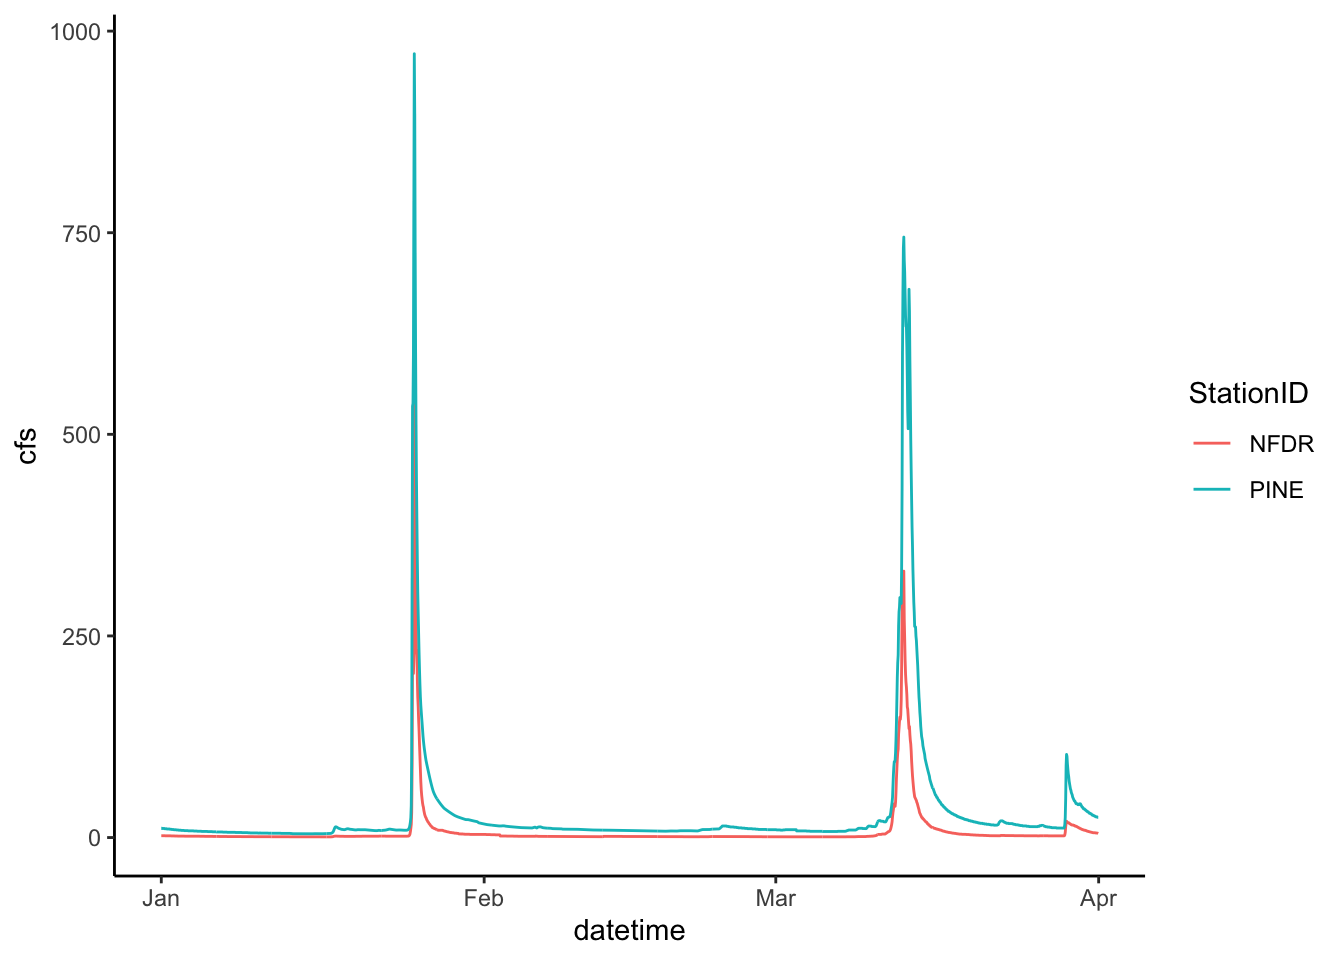 1000
750
500
250
0
cfs
Jan Feb Mar Apr
datetime
StationID
NFDR
PINE